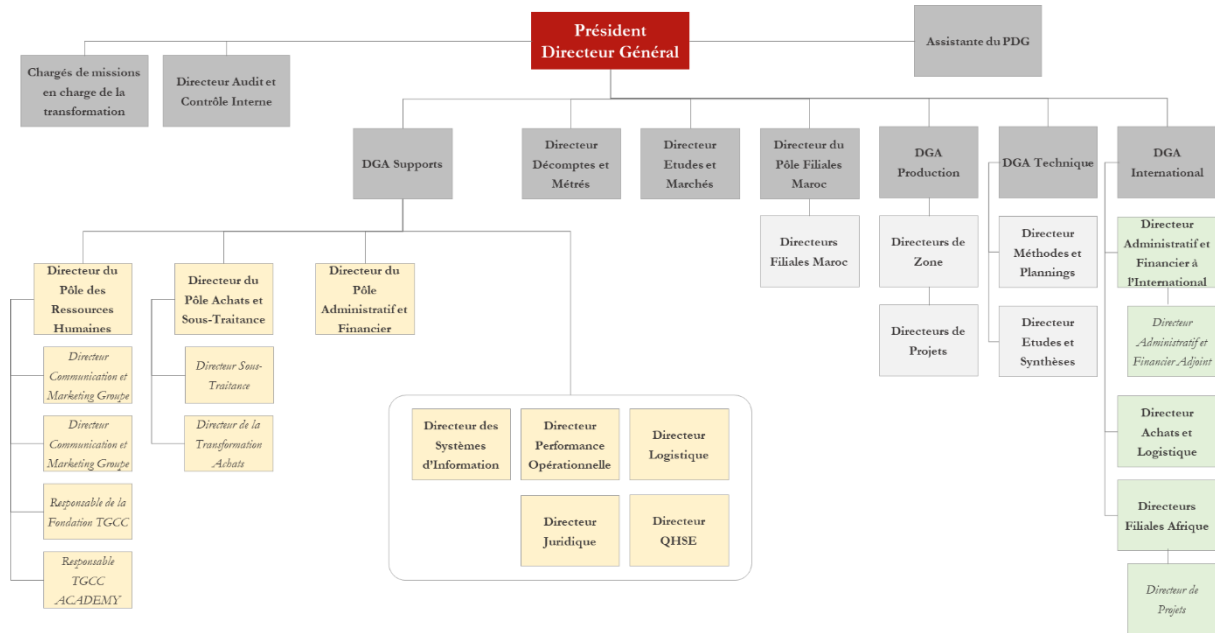 Président
Directeur Général
Assistante du PDG
Chargés de missions
en charge de la
transformation
Directeur Audit et
Contrôle Interne
DGA Supports
Directeur
Décomptes et
Métrés
Directeur
Etudes et
Marchés
Directeur du
Pôle Filiales
Maroc
DGA
Production
DGA Technique
DGA
International
Directeurs
Filiales Maroc
Directeurs de
Zone
Directeur
Méthodes et
Plannings
Directeur
Administratif et
Financier à
l'International
Directeur du
Pôle des
Ressources
Humaines
Directeur du
Pôle Achats et
Sous-Traitance
Directeur du
Pôle
Administratif et
Financier
Directeurs de
Projets
Directeur
Etudes et
Synthèses
Directeur
Administratif et
Financier Adjoint
Directeur
Communication et
Marketing Groupe
Directeur Sous-
Traitance
Directeur
Communication et
Marketing Groupe
Directeur de la
Transformation
Achats
Directeur des
Systèmes
d'Information
Directeur
Performance
Opérationnelle
Directeur
Logistique
Directeur
Achats et
Logistique
Responsable de la
Fondation TGCC
Directeur
Juridique
Directeur
QHSE
Directeurs
Filiales Afrique
Responsable
TGCC
ACADEMY
Directeur de
Projets